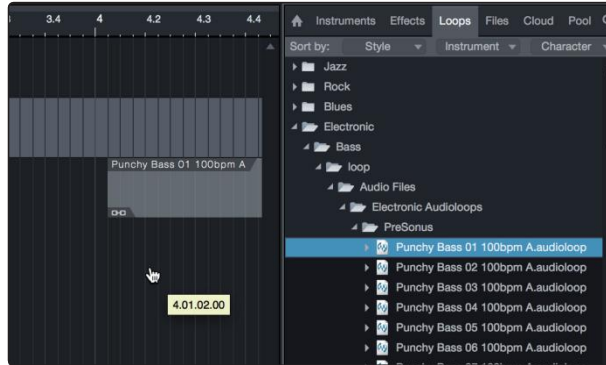 3.4 4 4.2 4.3 4.4
Punchy Bass 01 100bpm A
4.01.02.00
Instruments Effects Loops Files Cloud Pool
Sort by: Style Instrument Character
Jazz
Rock
Blues
Electronic
Bass
loop
Audio Files
Electronic Audioloops
PreSonus
Punchy Bass 01 100bpm A.audioloop
Punchy Bass 02 100bpm A.audioloop
Punchy Bass 03 100bpm A.audioloop
Punchy Bass 04 100bpm A.audioloop
Punchy Bass 05 100bpm A.audioloop
Punchy Bass 06 100bpm A.audioloop